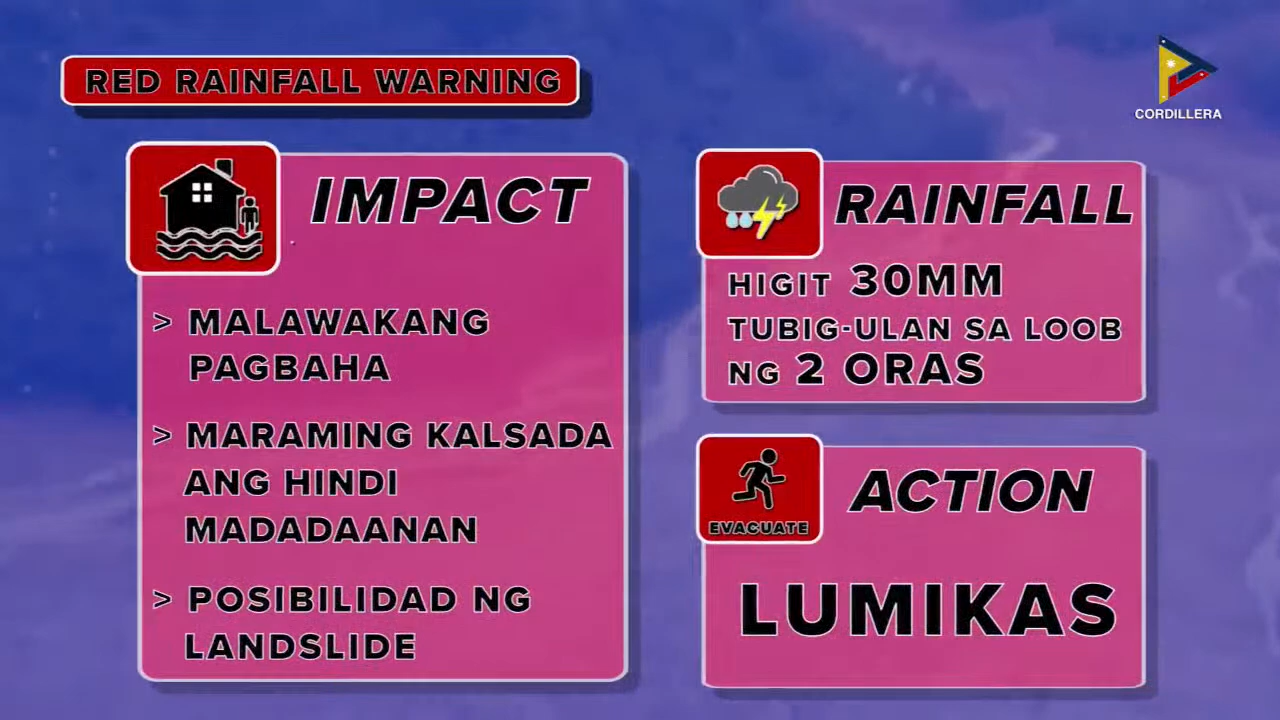 RED RAINFALL WARNING
CORDILLERA
IMPACT
> MALAWAKANG
PAGBAHA
> MARAMING KALSADA
ANG HINDI
MADADAANAN
> POSIBILIDAD NG
LANDSLIDE
RAINFALL
HIGIT 30MM
TUBIG-ULAN SA LOOB
NG 2 ORAS
EVACUATE
ACTION
LUMIKAS